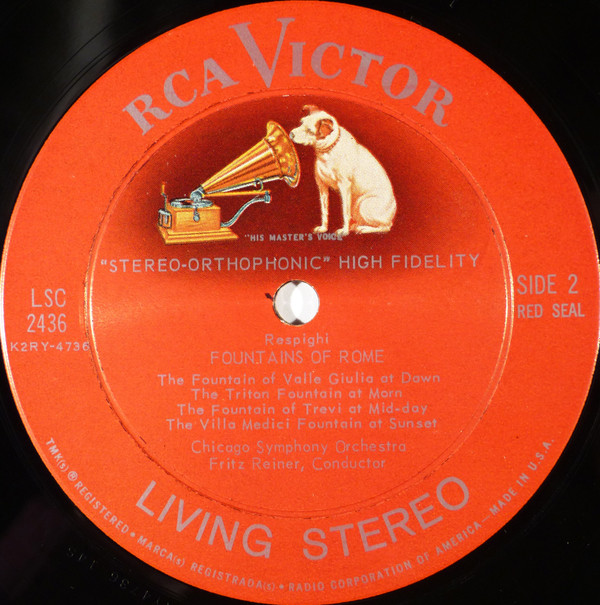 RCA VICTOR
"HIS MASTER'S VOICE"
"STEREO-ORTHOPHONIC" HIGH FIDELITY
LSC
2436
K2RY-4736
SIDE 2
RED SEAL
Respighi
FOUNTAINS OF ROME
The Fountain of Valle Giulia at Dawn
The Triton Fountain at Morn
The Fountain of Trevi at Mid-day
The Villa Medici Fountain at Sunset
Chicago Symphony Orchestra
Fritz Reiner, Conductor
LIVING STEREO
TMK(s) ® REGISTERED • MARCA(s) REGISTRADA(s) • RADIO CORPORATION OF AMERICA—MADE IN U.S.A.